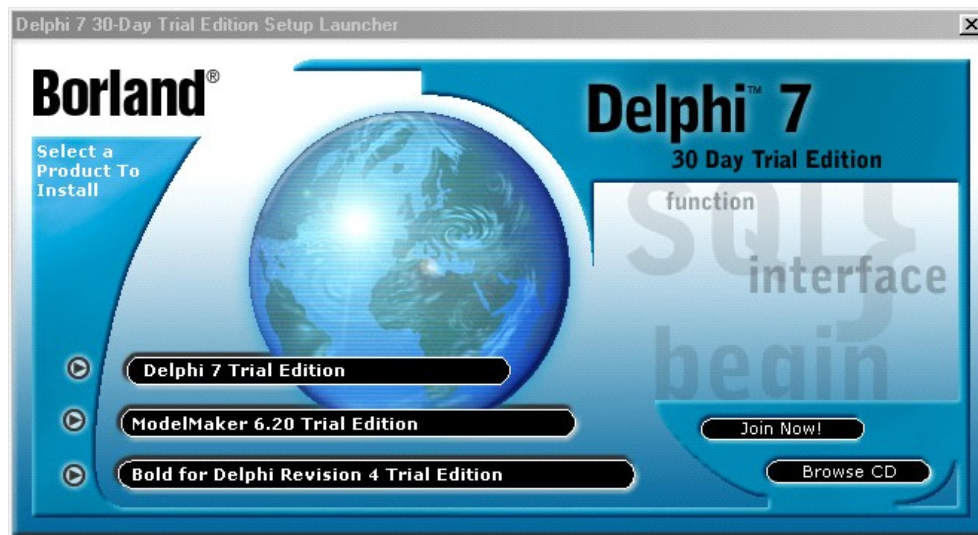 Delphi 7 30-Day Trial Edition Setup Launcher
Borland®
Delphi™ 7
30 Day Trial Edition
Select a
Product To
Install
function
SQL}
interface
begin
Delphi 7 Trial Edition
ModelMaker 6.20 Trial Edition
Bold for Delphi Revision 4 Trial Edition
Join Now!
Browse CD